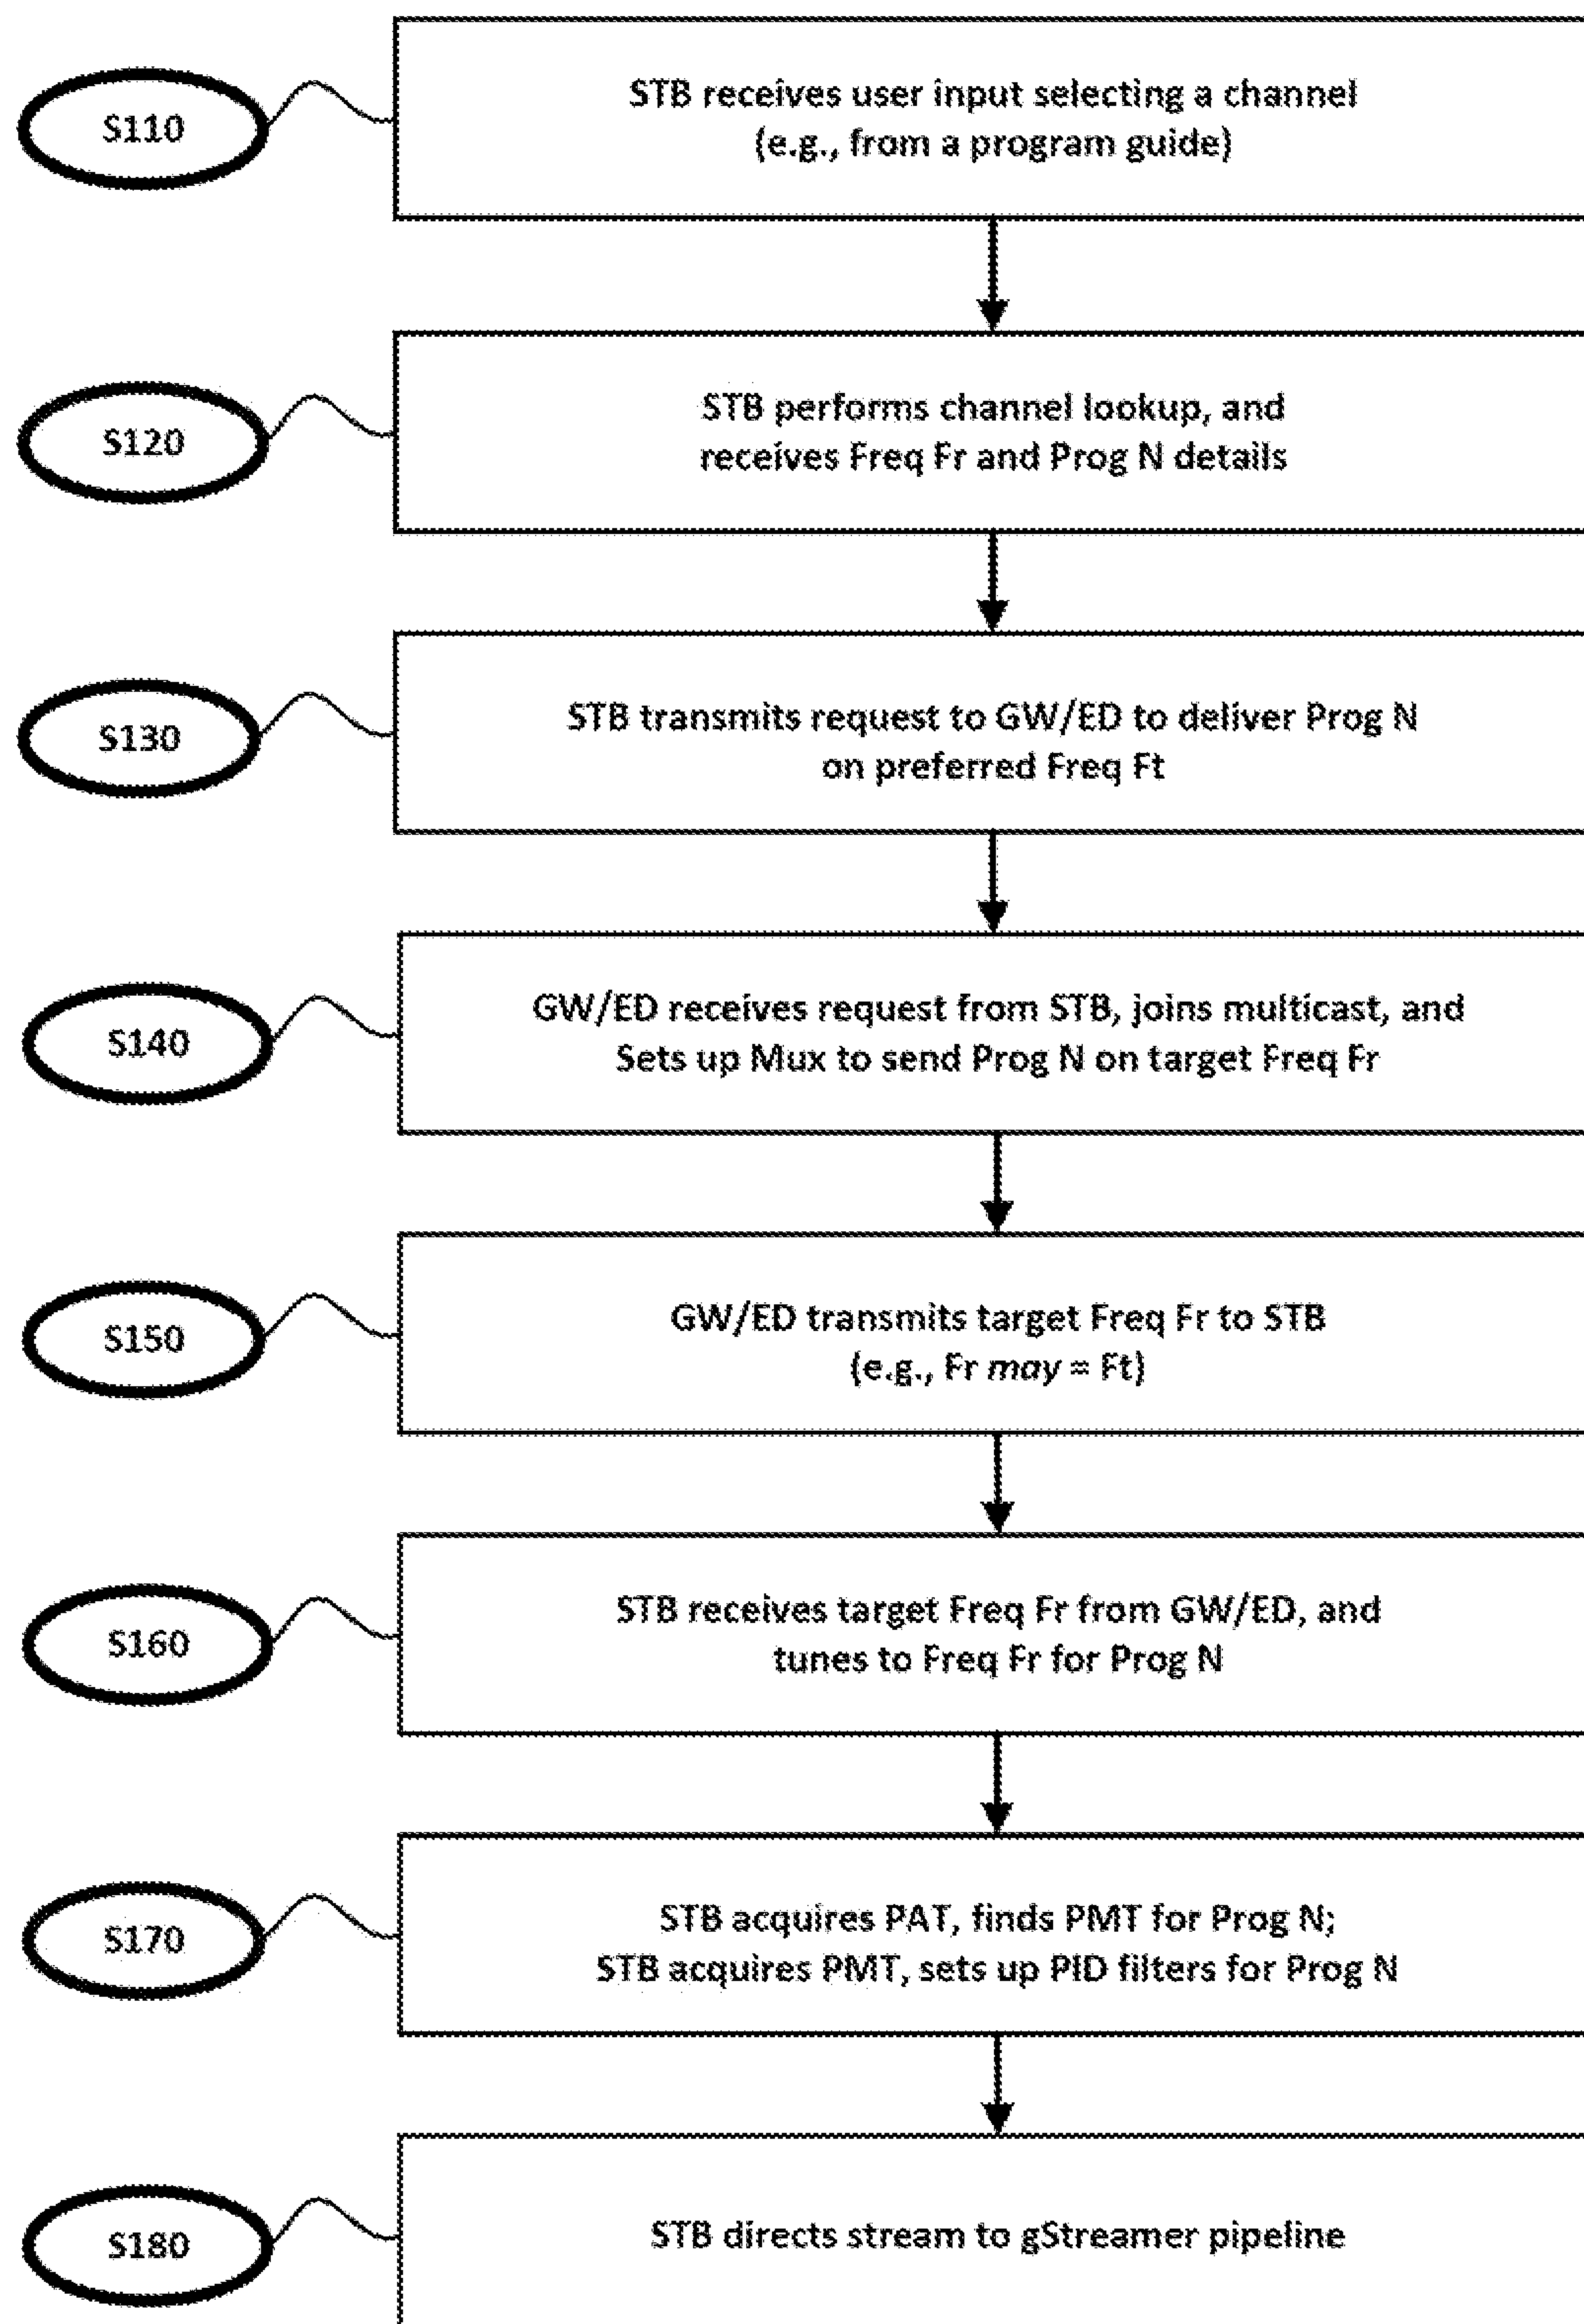 S110
STB receives user input selecting a channel
(e.g., from a program guide)
S120
STB performs channel lookup, and
receives Freq Fr and Prog N details
S130
STB transmits request to GW/ED to deliver Prog N
on preferred Freq Ft
S140
GW/ED receives request from STB, joins multicast, and
Sets up Mux to send Prog N on target Freq Fr
S150
GW/ED transmits target Freq Fr to STB
(e.g., Fr may = Ft)
S160
STB receives target Freq Fr from GW/ED, and
tunes to Freq Fr for Prog N
S170
STB acquires PAT, finds PMT for Prog N;
STB acquires PMT, sets up PID filters for Prog N
S180
STB directs stream to gStreamer pipeline